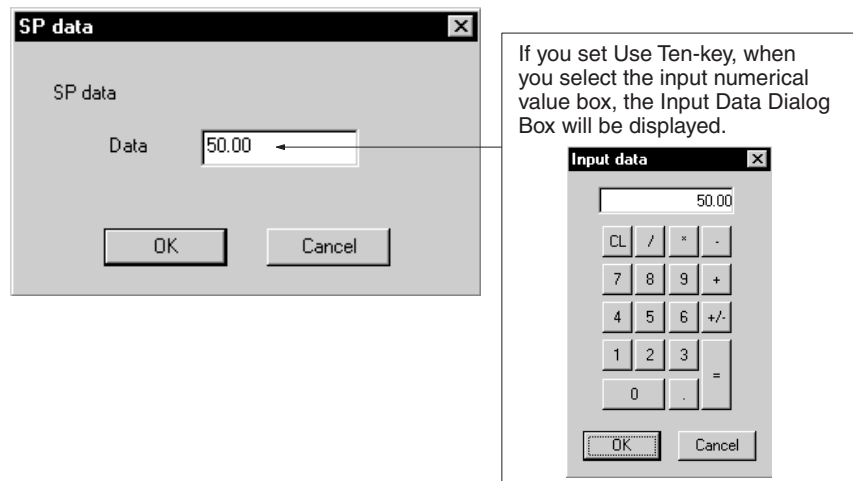 SP data
SP data
Data 50.00
OK Cancel
If you set Use Ten-key, when
you select the input numerical
value box, the Input Data Dialog
Box will be displayed.
Input data
50.00
CL / * -
7 8 9 +
4 5 6 +/-
1 2 3
=
0 .
OK Cancel